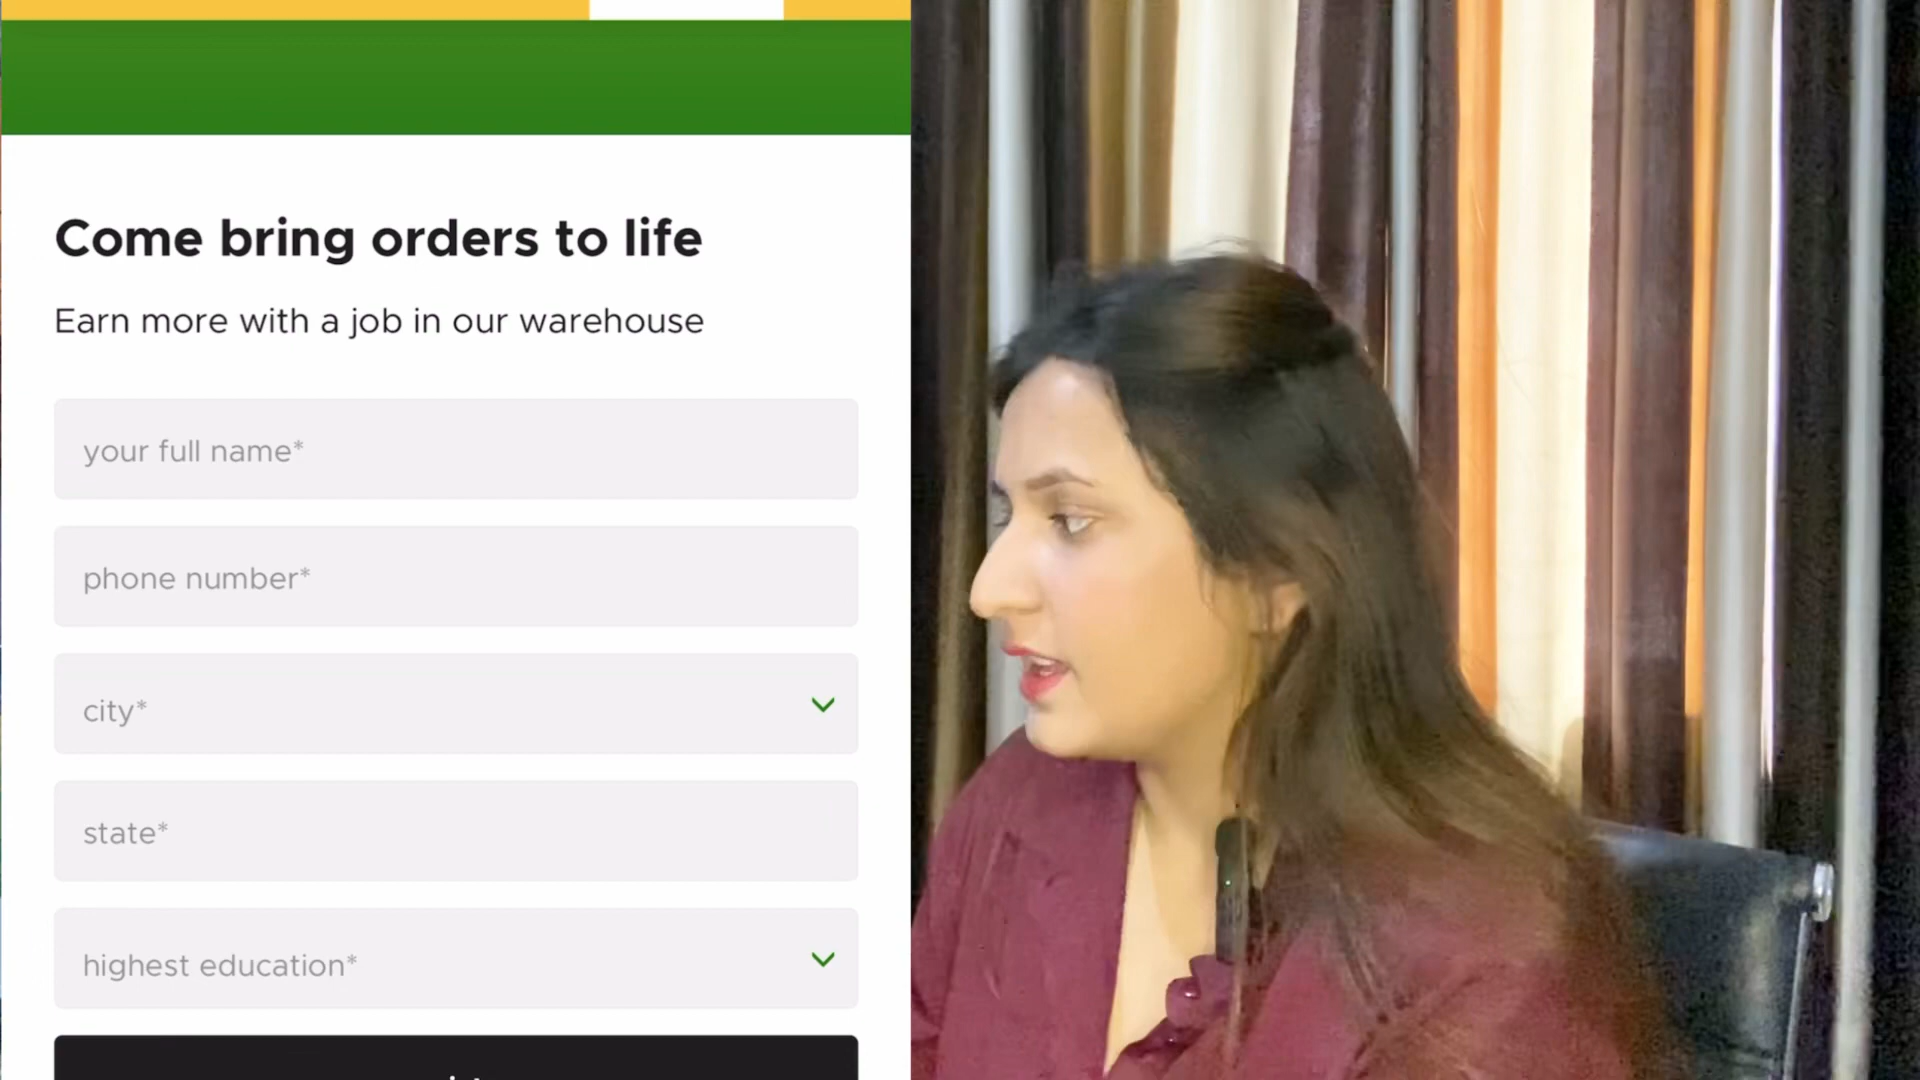 Come bring orders to life
Earn more with a job in our warehouse
your full name*
phone number*
city*
state*
highest education*